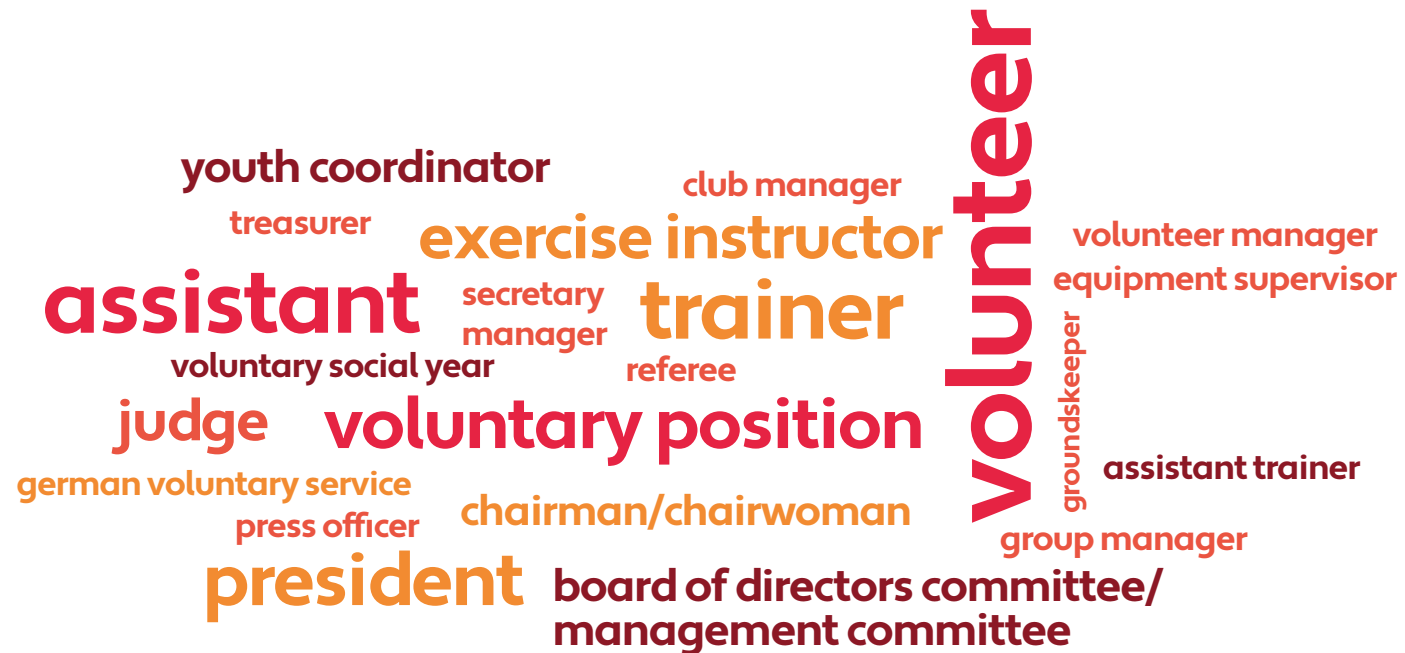 volunteer
youth coordinator
club manager
treasurer
exercise instructor
volunteer manager
equipment supervisor
assistant
secretary
manager
trainer
groundskeeper
voluntary social year
referee
judge
voluntary position
assistant trainer
german voluntary service
chairman/chairwoman
press officer
group manager
president
board of directors committee/
management committee